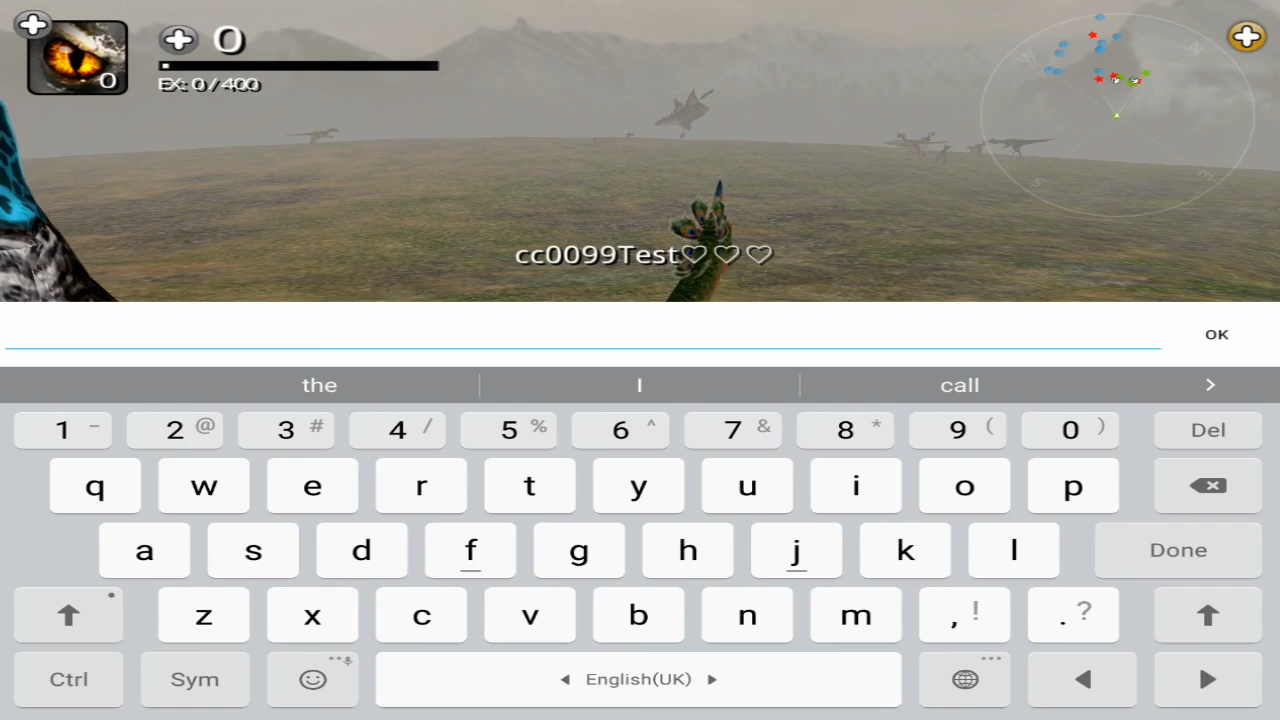 0
0
EX: 0 / 400
W N
S E
cc0099Test♡♡♡
OK
the I call >
1 - 2 @ 3 # 4 / 5 % 6 ^ 7 & 8 * 9 ( 0 ) Del
q w e r t y u i o p
a s d f g h j k l Done
z x c v b n m , ! . ?
Ctrl Sym English(UK)